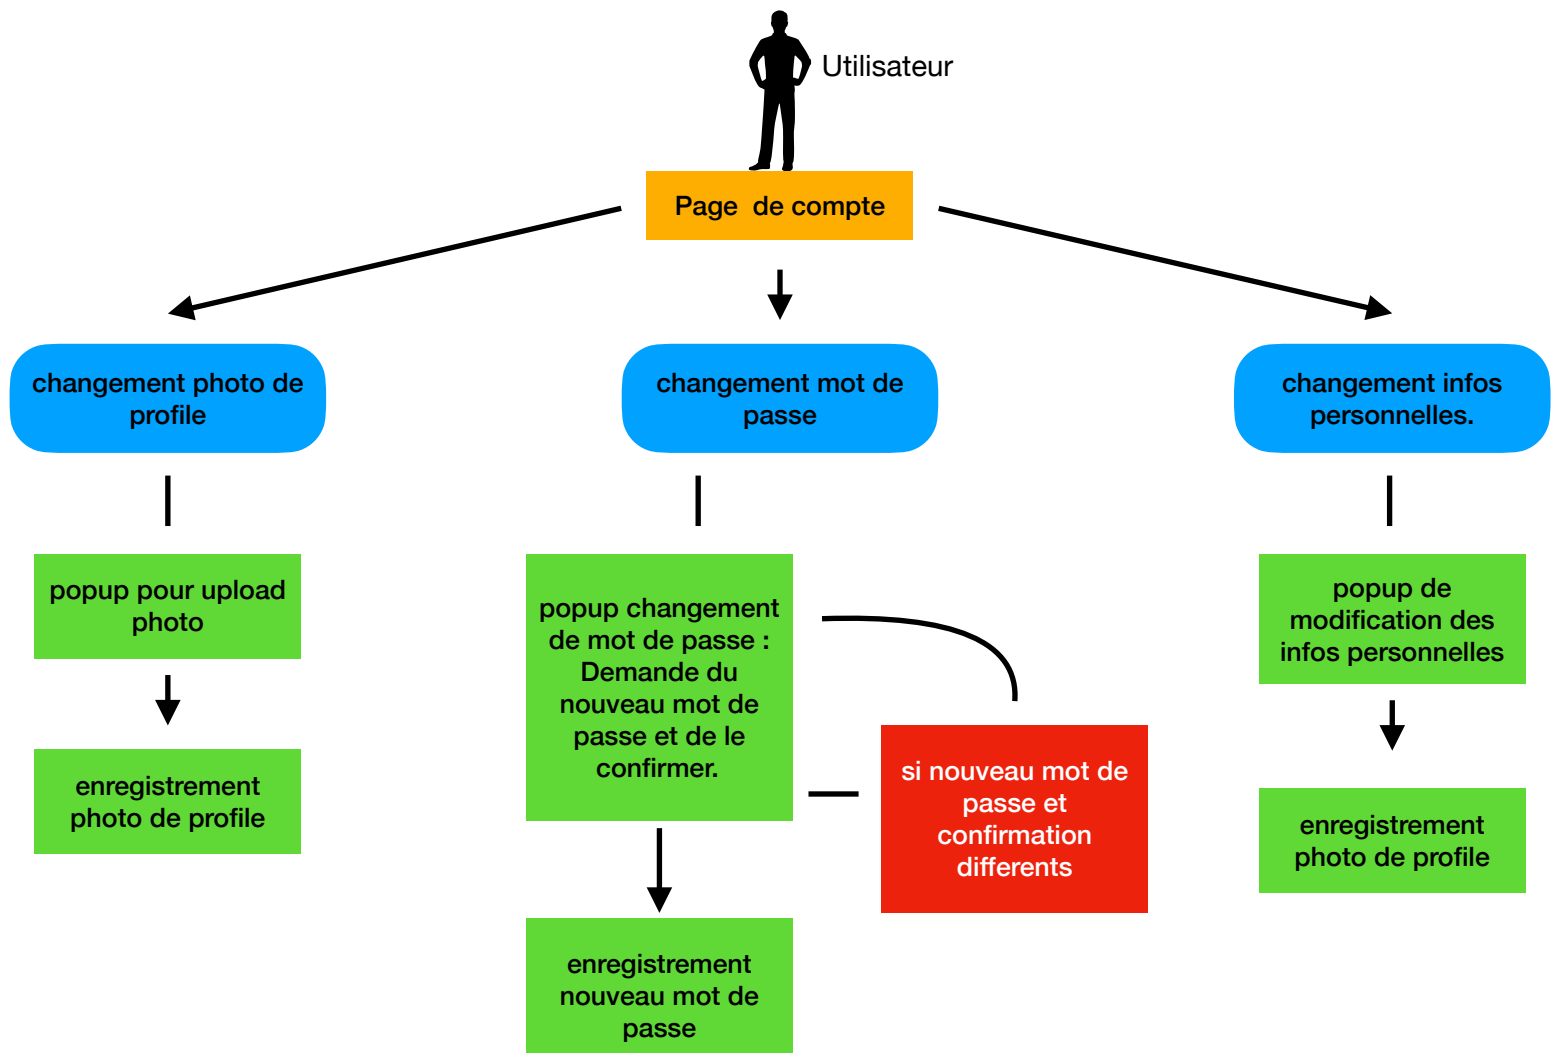 Utilisateur
Page  de compte
changement photo de
profile
changement mot de
passe
changement infos
personnelles.
popup pour upload
photo
enregistrement
photo de profile
popup changement
de mot de passe :
Demande du
nouveau mot de
passe et de le
confirmer.
si nouveau mot de
passe et
confirmation
differents
enregistrement
nouveau mot de
passe
popup de
modification des
infos personnelles
enregistrement
photo de profile